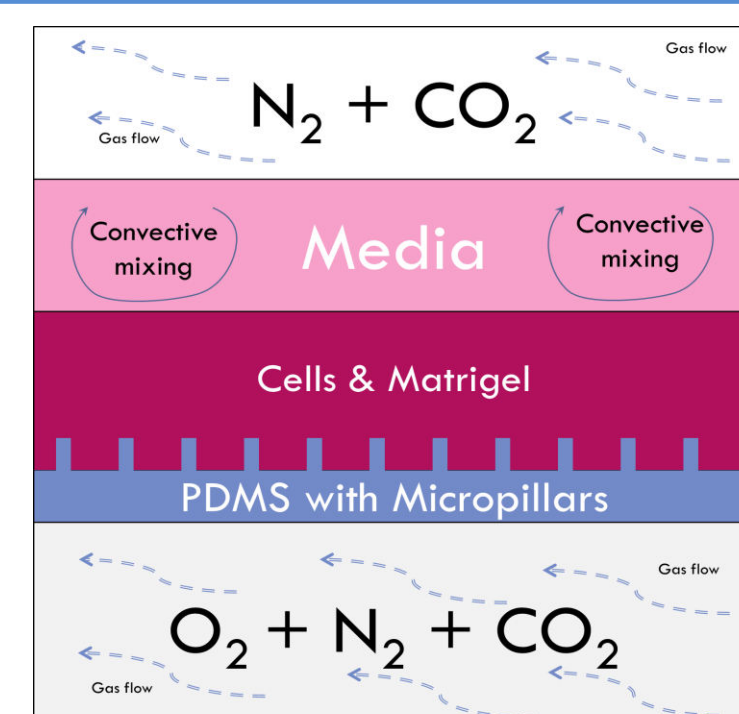 Gas flow
N₂ + CO₂
Gas flow
Convective
mixing
Media
Convective
mixing
Cells & Matrigel
PDMS with Micropillars
Gas flow
O₂ + N₂ + CO₂
Gas flow